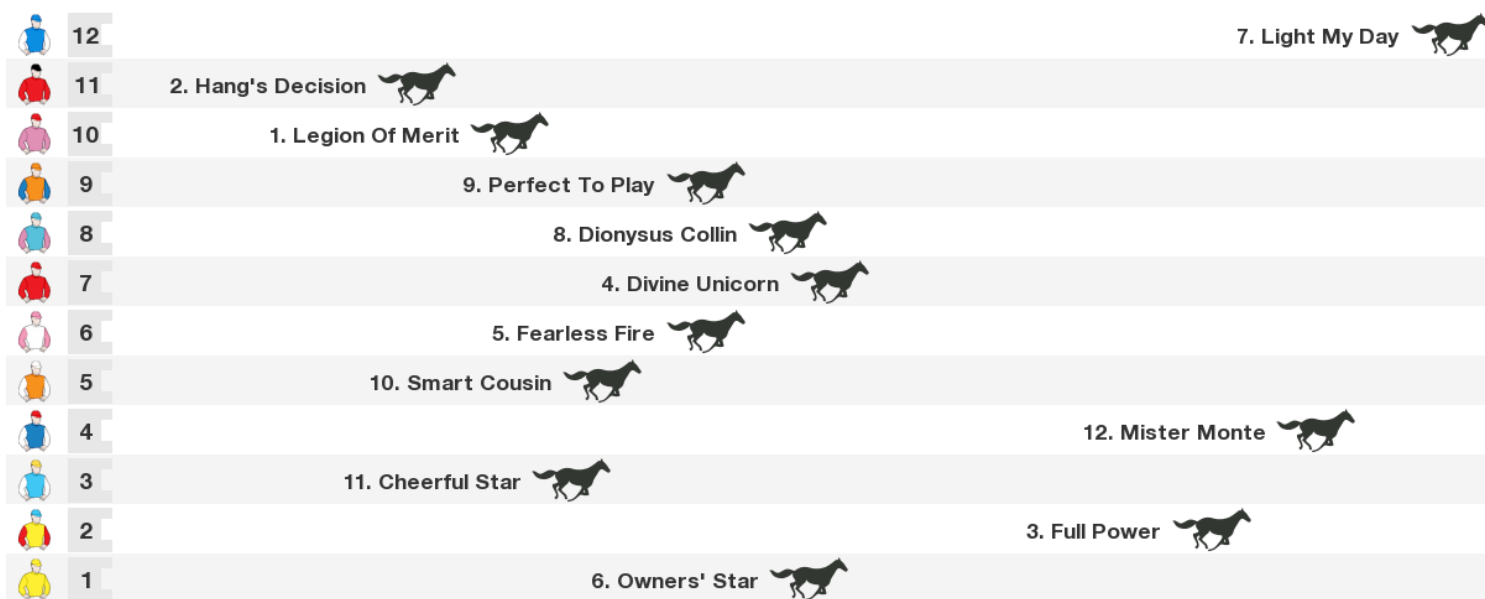 12 7. Light My Day
11 2. Hang's Decision
10 1. Legion Of Merit
9 9. Perfect To Play
8 8. Dionysus Collin
7 4. Divine Unicorn
6 5. Fearless Fire
5 10. Smart Cousin
4 12. Mister Monte
3 11. Cheerful Star
2 3. Full Power
1 6. Owners' Star